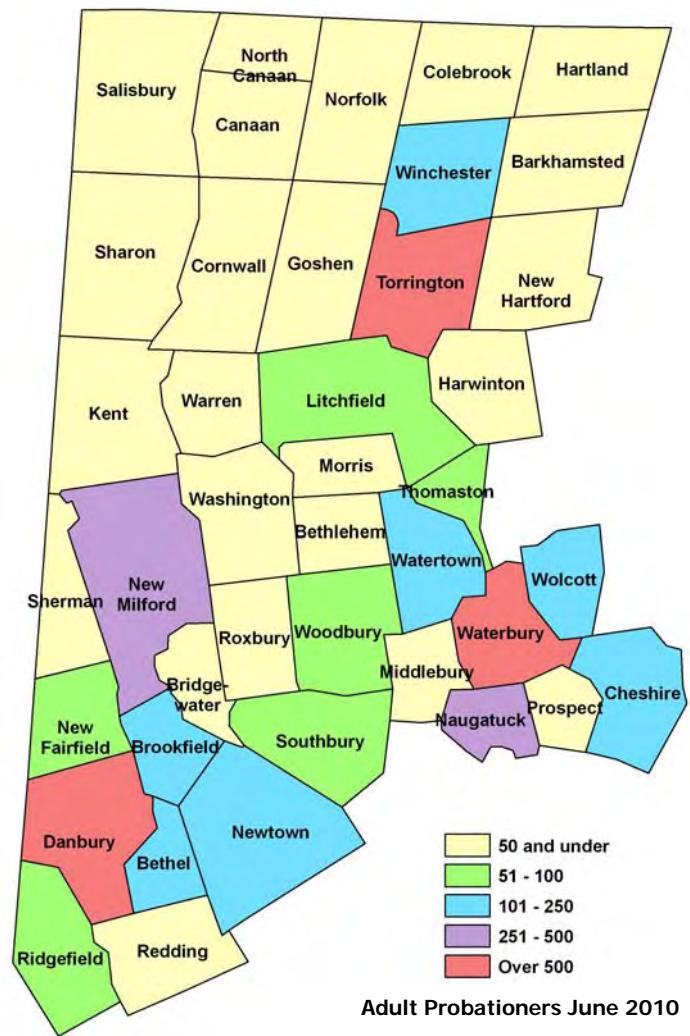 North
Canaan
Colebrook
Hartland
Salisbury
Norfolk
Canaan
Barkhamsted
Winchester
Sharon
Cornwall
Goshen
Torrington
New
Hartford
Harwinton
Kent
Warren
Litchfield
Morris
Washington
Thomaston
Bethlehem
Watertown
Wolcott
New
Milford
Sherman
Roxbury
Woodbury
Waterbury
Middlebury
Bridge-
water
Cheshire
Prospect
Naugatuck
New
Fairfield
Brookfield
Southbury
Newtown
Danbury
Bethel
Redding
Ridgefield
50 and under
51 - 100
101 - 250
251 - 500
Over 500
Adult Probationers June 2010